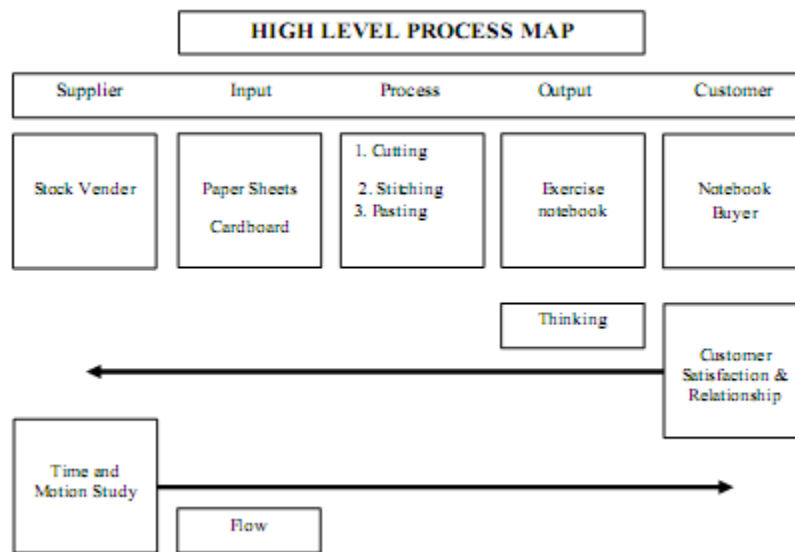 HIGH LEVEL PROCESS MAP
Supplier Input Process Output Customer
Stock Vender
Paper Sheets
Cardboard
1. Cutting
2. Stitching
3. Pasting
Exercise
notebook
Notebook
Buyer
Thinking
Customer
Satisfaction &
Relationship
Time and
Motion Study
Flow